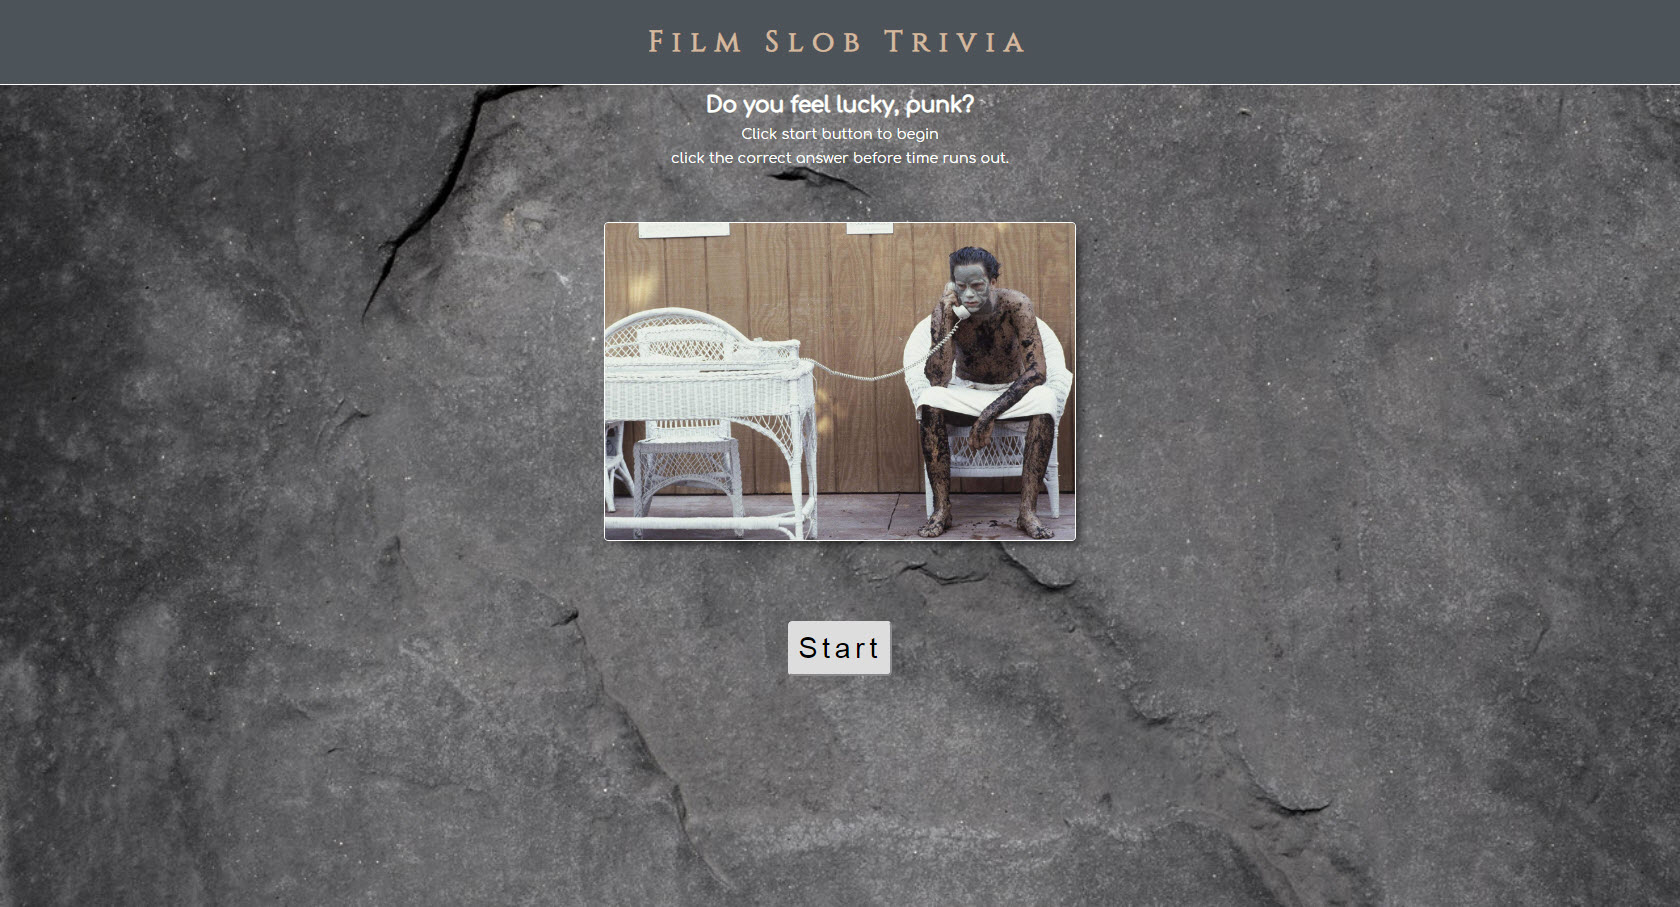 Film Slob Trivia
Do you feel lucky, punk?
Click start button to begin
click the correct answer before time runs out.
Start